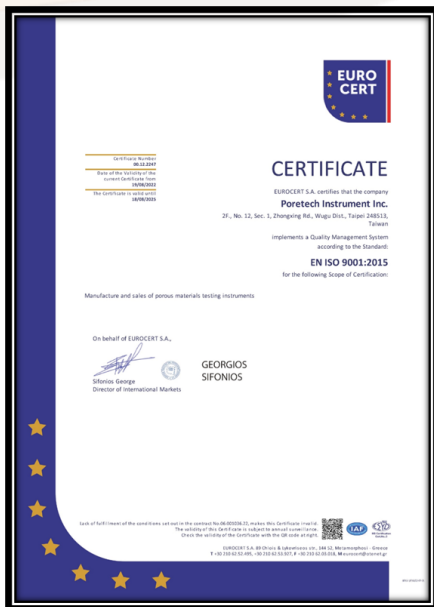 EURO
CERT
Certificate Number
00.12.2247
Date of the Validity of the
current Certificate from
19/08/2022
The Certificate is valid until
18/08/2025
CERTIFICATE
EUROCERT S.A. certifies that the company
Poretech Instrument Inc.
2F., No. 12, Sec. 1, Zhongxing Rd., Wugu Dist., Taipei 248513,
Taiwan
implements a Quality Management System
according to the Standard:
EN ISO 9001:2015
for the following Scope of Certification:
Manufacture and sales of porous materials testing instruments
On behalf of EUROCERT S.A.,
GEORGIOS
SIFONIOS
Sifonios George
Director of International Markets
The validity of this Certificate is subject to annual surveillance.
Check the validity of the Certificate with the QR code at right.
IAF